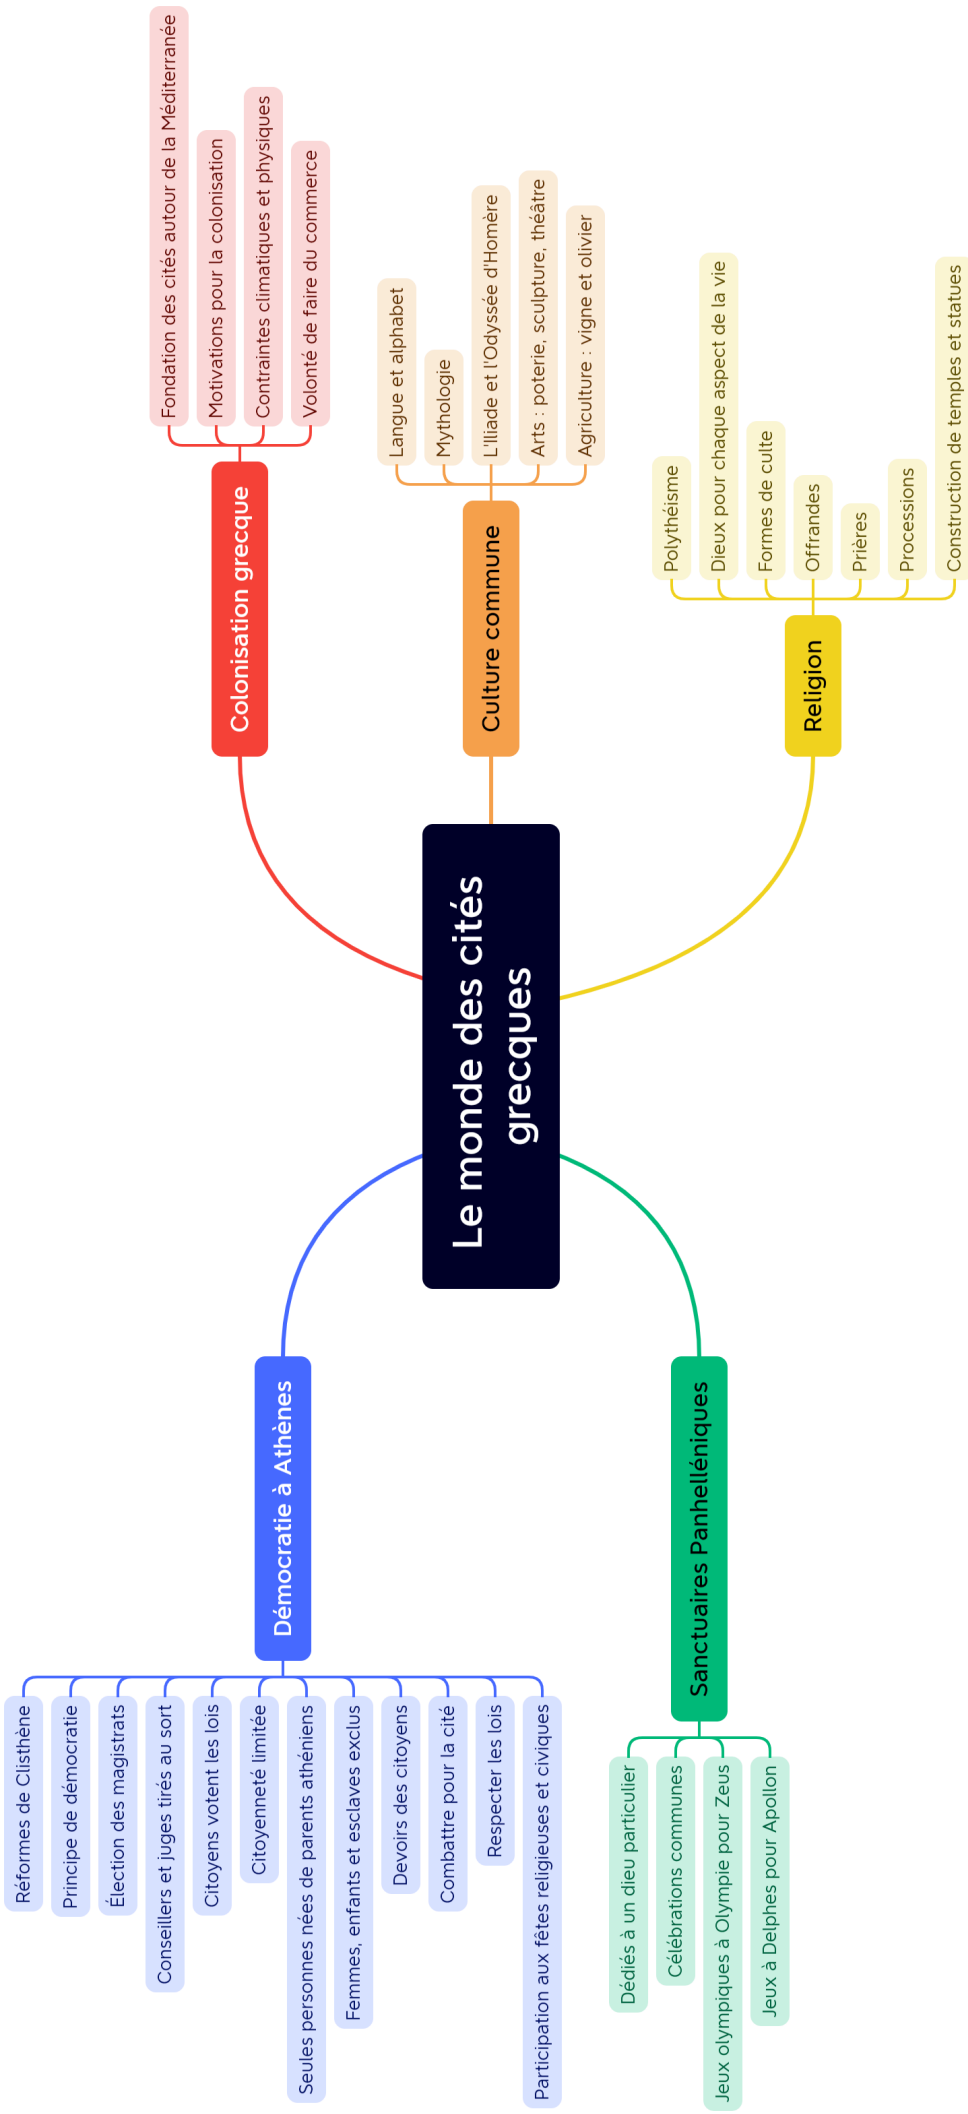 Le monde des cités
grecques
Colonisation grecque
Fondation des cités autour de la Méditerranée
Motivations pour la colonisation
Contraintes climatiques et physiques
Volonté de faire du commerce
Culture commune
Langue et alphabet
Mythologie
L'Iliade et l'Odyssée d'Homère
Arts : poterie, sculpture, théâtre
Agriculture : vigne et olivier
Religion
Polythéisme
Dieux pour chaque aspect de la vie
Formes de culte
Offrandes
Prières
Processions
Construction de temples et statues
Démocratie à Athènes
Réformes de Clisthène
Principe de démocratie
Élection des magistrats
Conseillers et juges tirés au sort
Citoyens votent les lois
Citoyenneté limitée
Seules personnes nées de parents athéniens
Femmes, enfants et esclaves exclus
Devoirs des citoyens
Combattre pour la cité
Respecter les lois
Participation aux fêtes religieuses et civiques
Sanctuaires Panhelléniques
Dédiés à un dieu particulier
Célébrations communes
Jeux olympiques à Olympie pour Zeus
Jeux à Delphes pour Apollon